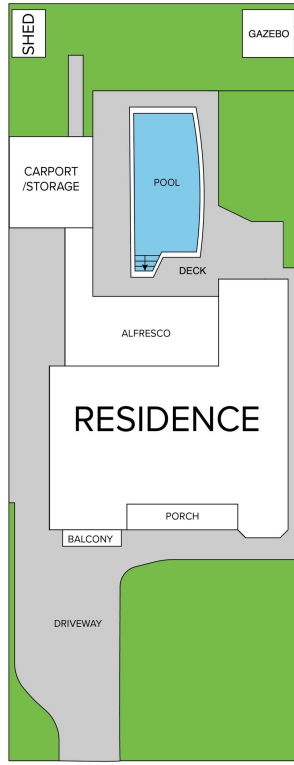 SHED
GAZEBO
CARPORT
/STORAGE
POOL
DECK
ALFRESCO
RESIDENCE
PORCH
BALCONY
DRIVEWAY